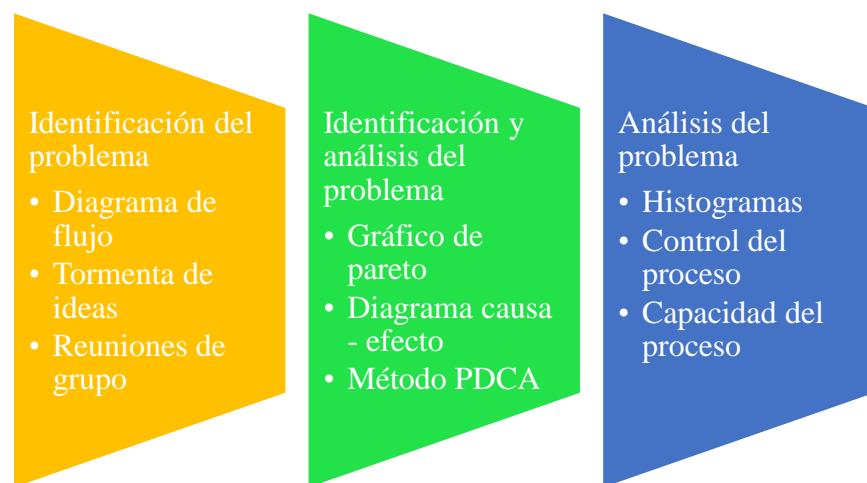 Identificación del
problema
• Diagrama de
flujo
• Tormenta de
ideas
• Reuniones de
grupo
Identificación y
análisis del
problema
• Gráfico de
pareto
• Diagrama causa
- efecto
• Método PDCA
Análisis del
problema
• Histogramas
• Control del
proceso
• Capacidad del
proceso